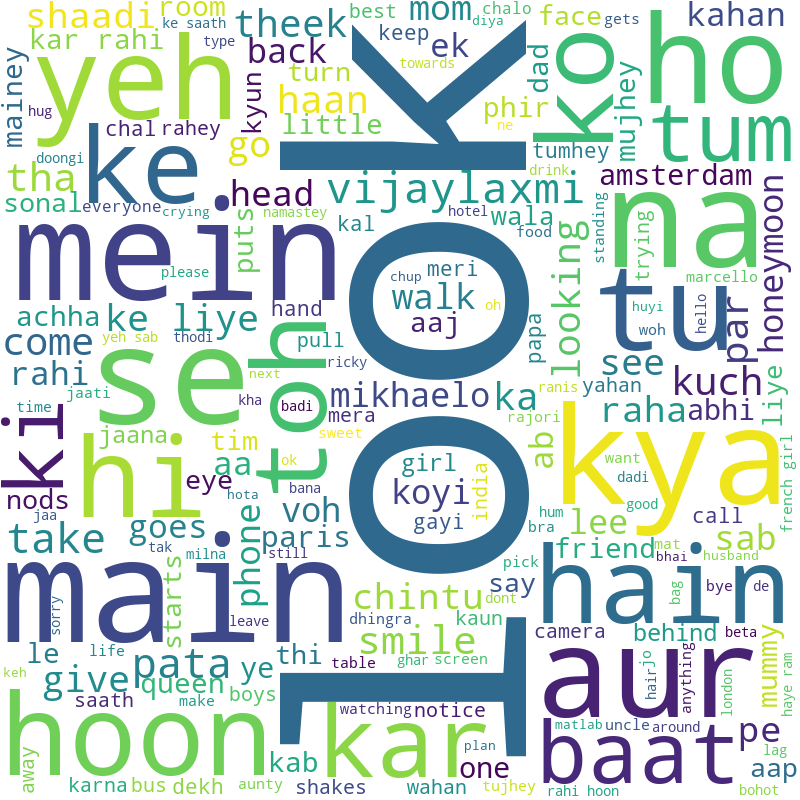 shaadi
room
theek
mom
best
chalo
face
gets
kahan
ke saath
type
kar rahi
back
keep
ek
diya
yeh
mainey
hug
kyun
turn
towards
dad
ko
ho
haan
phir
ne
mujhey
chal
rahey
go
little
tum
doongi
ke
tumhey
tha
head
vijaylaxmi
drink
amsterdam
sonal
everyone
crying
puts
namastey
kal
hotel
wala
food
looking
standing
trying
na
honeymoon
mein
please
look
chup
meri
walk
oh
aaj
marcello
tu
huyi
woh
hello
par
achha
ke liye
hand
toh
pull
papa
come
yeh sab
thodi
se
ricky
see
rahi
jaati
next
kha
badi
mikhaelo
mera
ka
ranis
yahan
kuch
time
ki
jaana
hi
tim
sweet
rajori
raha
abhi
liye
aa
ok
girl
india
ab
kya
want
dadi
french girl
nods
eye
hota
bana
koyi
gayi
good
jaa
goes
phone
voh
hum
bra
lee
call
sab
take
tak
milna
paris
still
pick
friend
mat
bhai
husband
main
starts
say
hain
bag
bye
de
sorry
leave
chintu
kaun
dont
dhingra
camera
behind
beta
le
life
pata
ye
thi
smile
table
ghar
screen
hair
jo
anything
london
mummy
haye ram
keh
give
queen
boys
aur
hoon
saath
make
watching
notice
matlab
uncle
around
pe
kar
plan
baat
lag
away
kab
one
karna
bus
dekh
aunty
shakes
wahan
tujhey
rahi hoon
aap
bohot